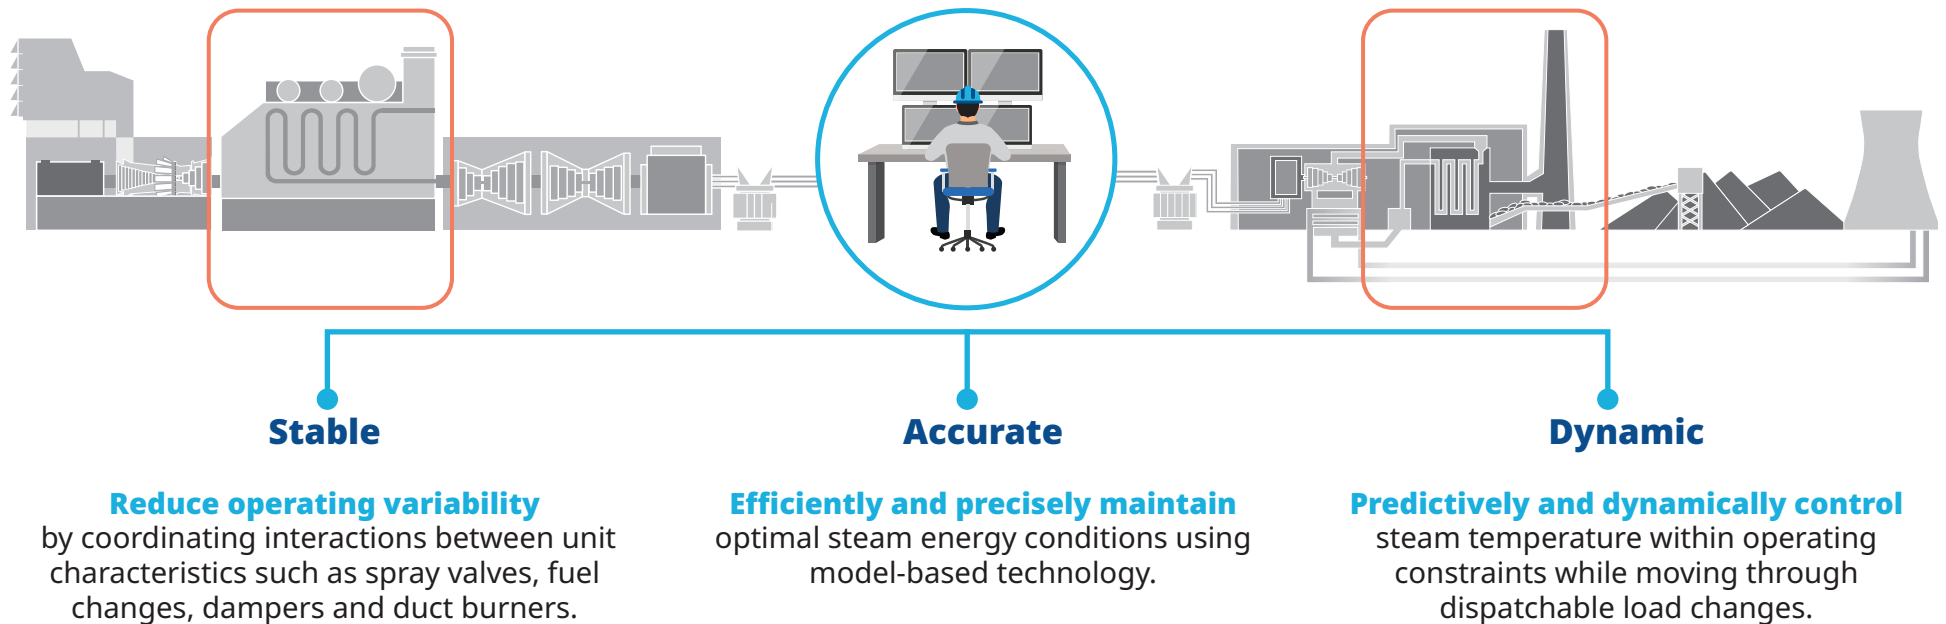 Stable
Reduce operating variability
by coordinating interactions between unit
characteristics such as spray valves, fuel
changes, dampers and duct burners.
Accurate
Efficiently and precisely maintain
optimal steam energy conditions using
model-based technology.
Dynamic
Predictively and dynamically control
steam temperature within operating
constraints while moving through
dispatchable load changes.